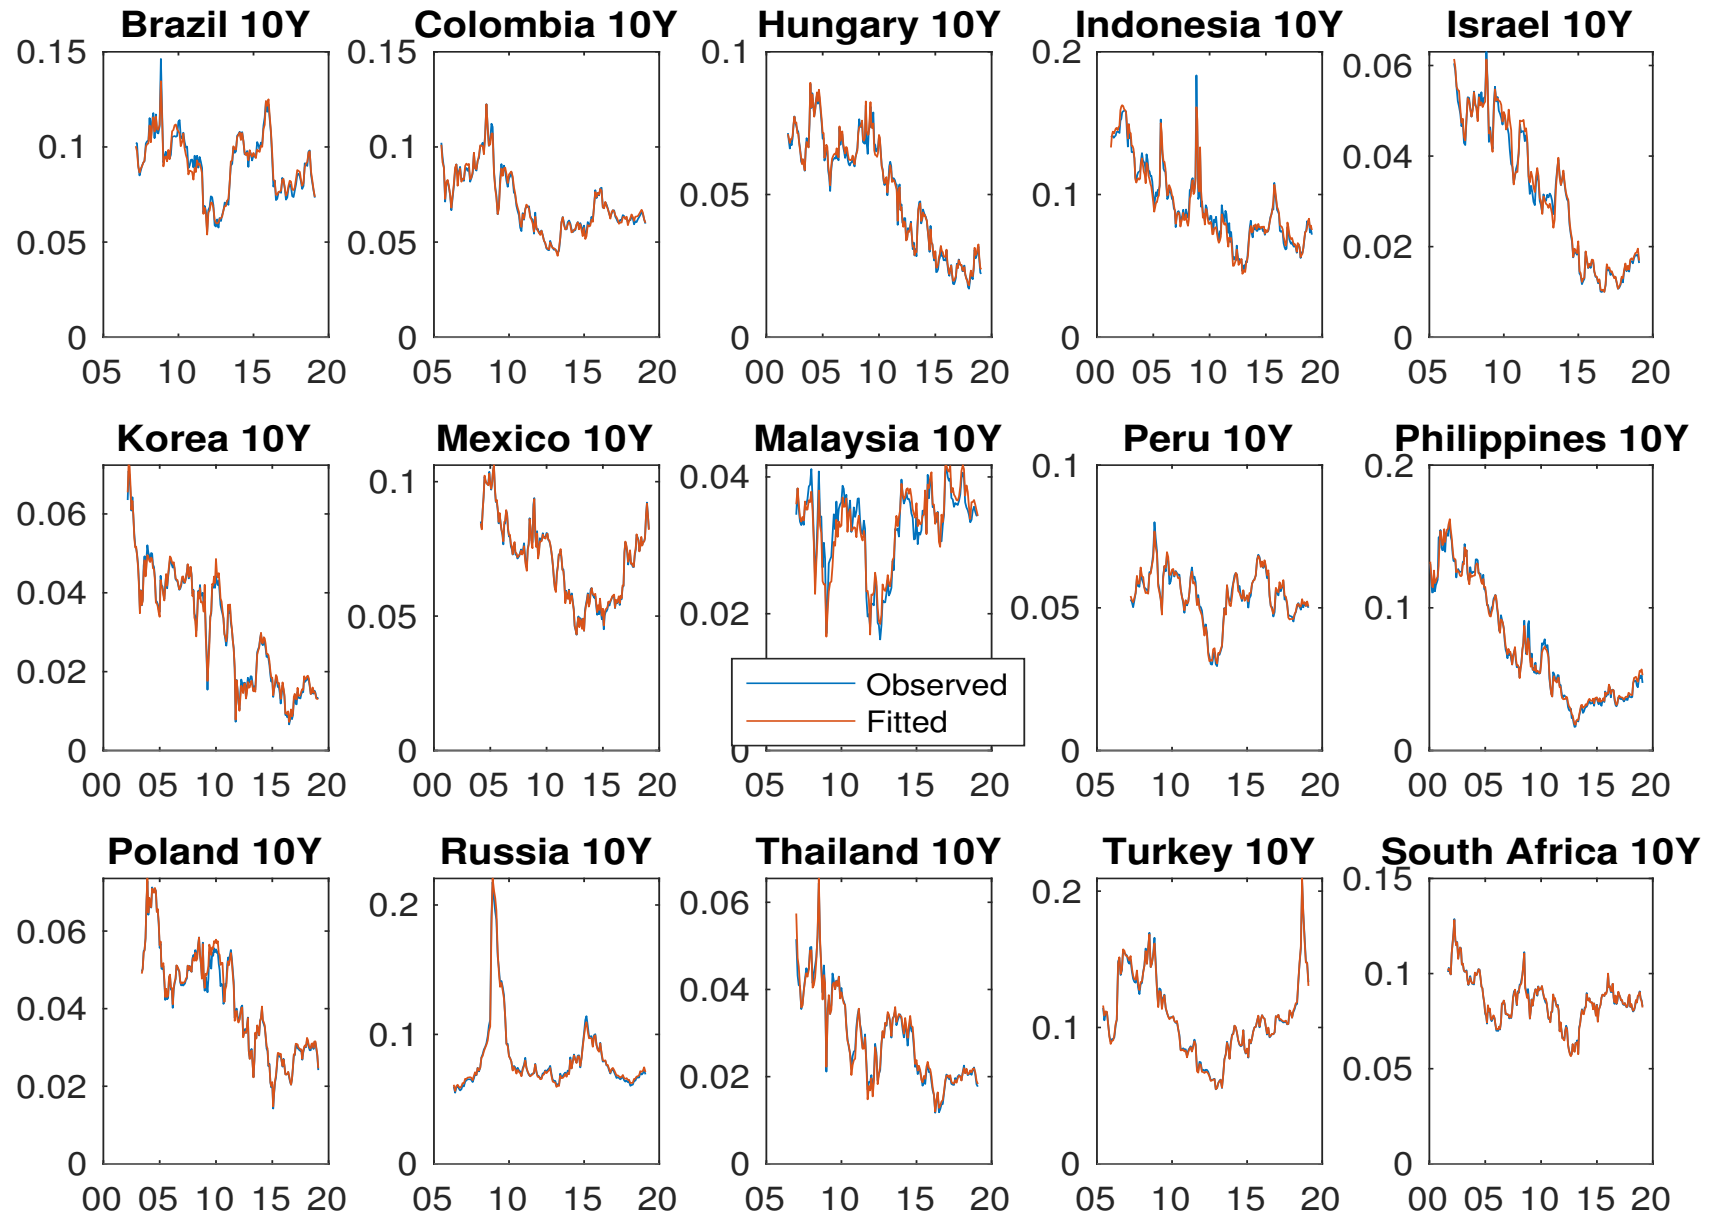 Brazil 10Y Colombia 10Y Hungary 10Y Indonesia 10Y Israel 10Y
0.15 0.15 0.1 0.2 0.06
0.1 0.1 0.05 0.1 0.04
0.05 0.05 0.02
0 0 0 0 0
05 10 15 20 05 10 15 20 00 05 10 15 20 00 05 10 15 20 05 10 15 20
Korea 10Y Mexico 10Y Malaysia 10Y Peru 10Y Philippines 10Y
0.06 0.1 0.04 0.1 0.2
0.04 0.05 0.02 0.05 0.1
0.02
Observed
Fitted
0 0 0 0 0
00 05 10 15 20 00 05 10 15 20 05 10 15 20 05 10 15 20 00 05 10 15 20
Poland 10Y Russia 10Y Thailand 10Y Turkey 10Y South Africa 10Y
0.06 0.2 0.06 0.2 0.15
0.04 0.1 0.04 0.1 0.1
0.02 0.02 0.05
0 0 0 0 0
00 05 10 15 20 05 10 15 20 05 10 15 20 05 10 15 20 00 05 10 15 20